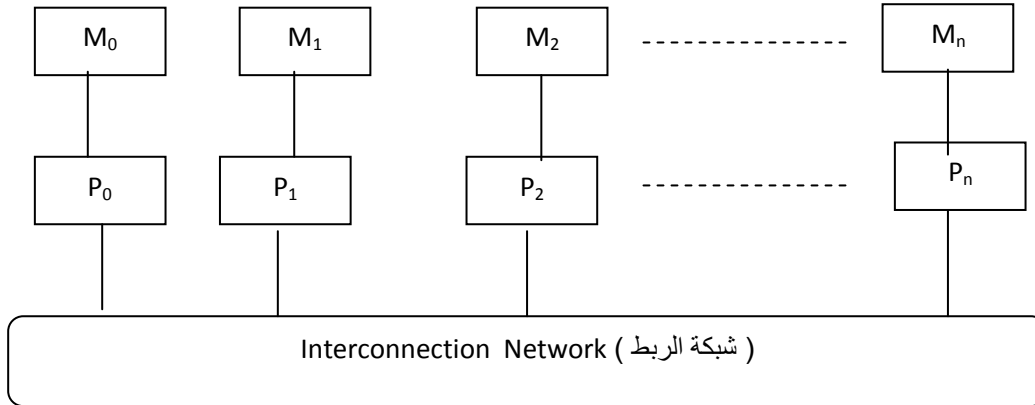 M₀ M₁ M₂ Mₙ
P₀ P₁ P₂ Pₙ
Interconnection Network ( شبكة الربط )